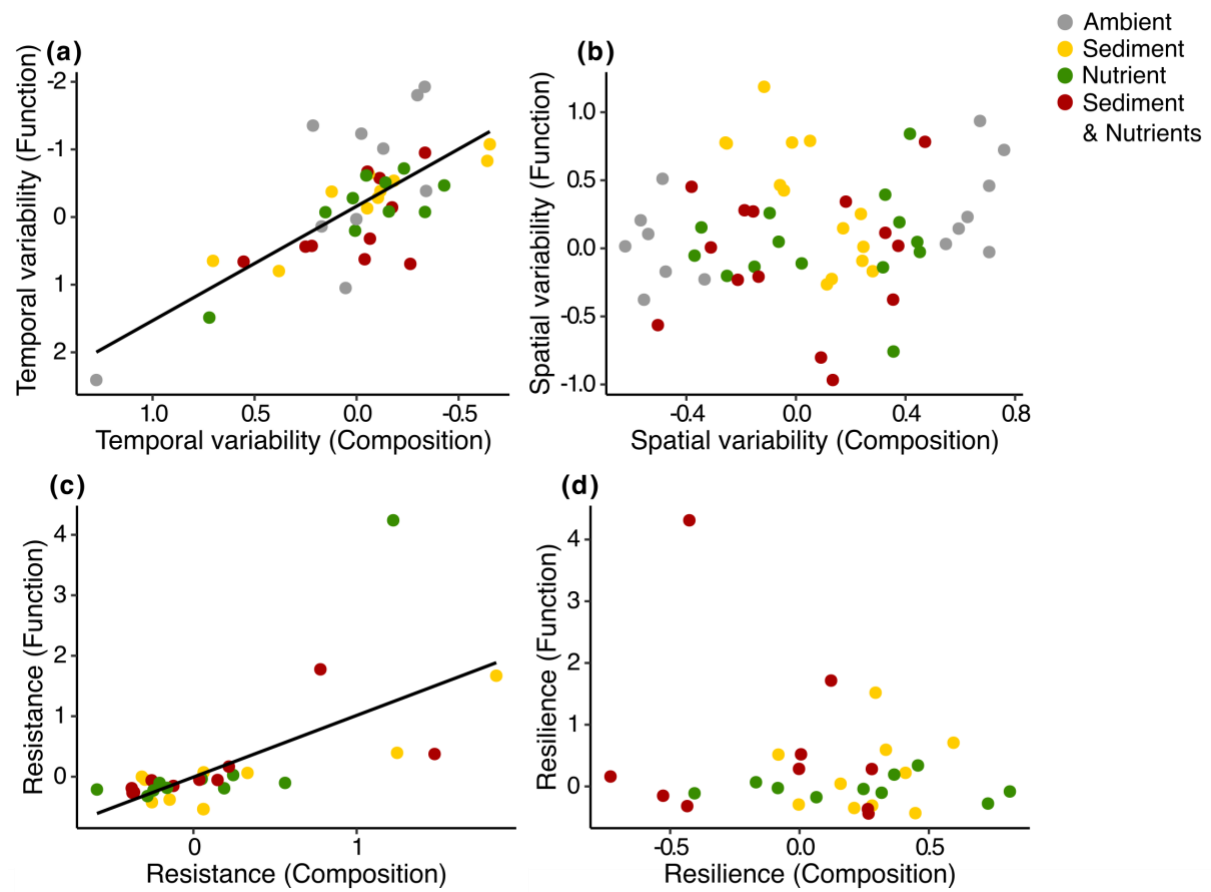 Ambient
Sediment
Nutrient
Sediment
& Nutrients
(a)
Temporal variability (Function)
-2
-1
0
1
2
1.0 0.5 0.0 -0.5
Temporal variability (Composition)
(b)
Spatial variability (Function)
1.0
0.5
0.0
-0.5
-1.0
-0.4 0.0 0.4 0.8
Spatial variability (Composition)
(c)
Resistance (Function)
4
3
2
1
0
0 1
Resistance (Composition)
(d)
Resilience (Function)
4
3
2
1
0
-0.5 0.0 0.5
Resilience (Composition)